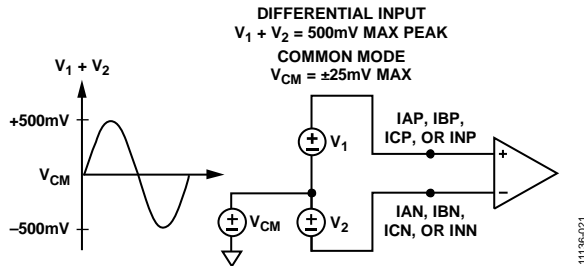 DIFFERENTIAL INPUT
V1 + V2 = 500mV MAX PEAK
COMMON MODE
VCM = ±25mV MAX
V1 + V2
+500mV
VCM
–500mV
V1
VCM
V2
IAP, IBP,
ICP, OR INP
IAN, IBN,
ICN, OR INN
+
–
11136-021